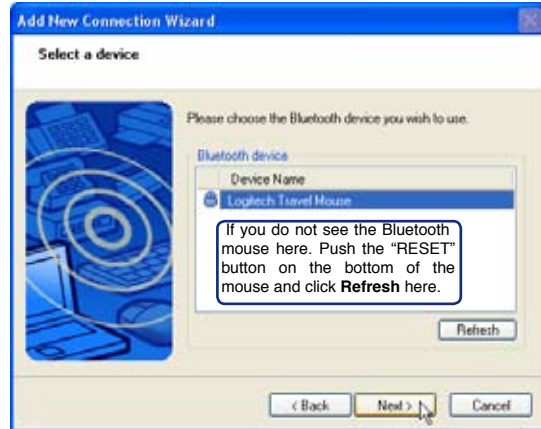 Add New Connection Wizard
Select a device
Please choose the Bluetooth device you wish to use.
Bluetooth device
Device Name
Logitech Travel Mouse
If you do not see the Bluetooth
mouse here. Push the “RESET”
button on the bottom of the
mouse and click Refresh here.
Refresh
< Back Next > Cancel